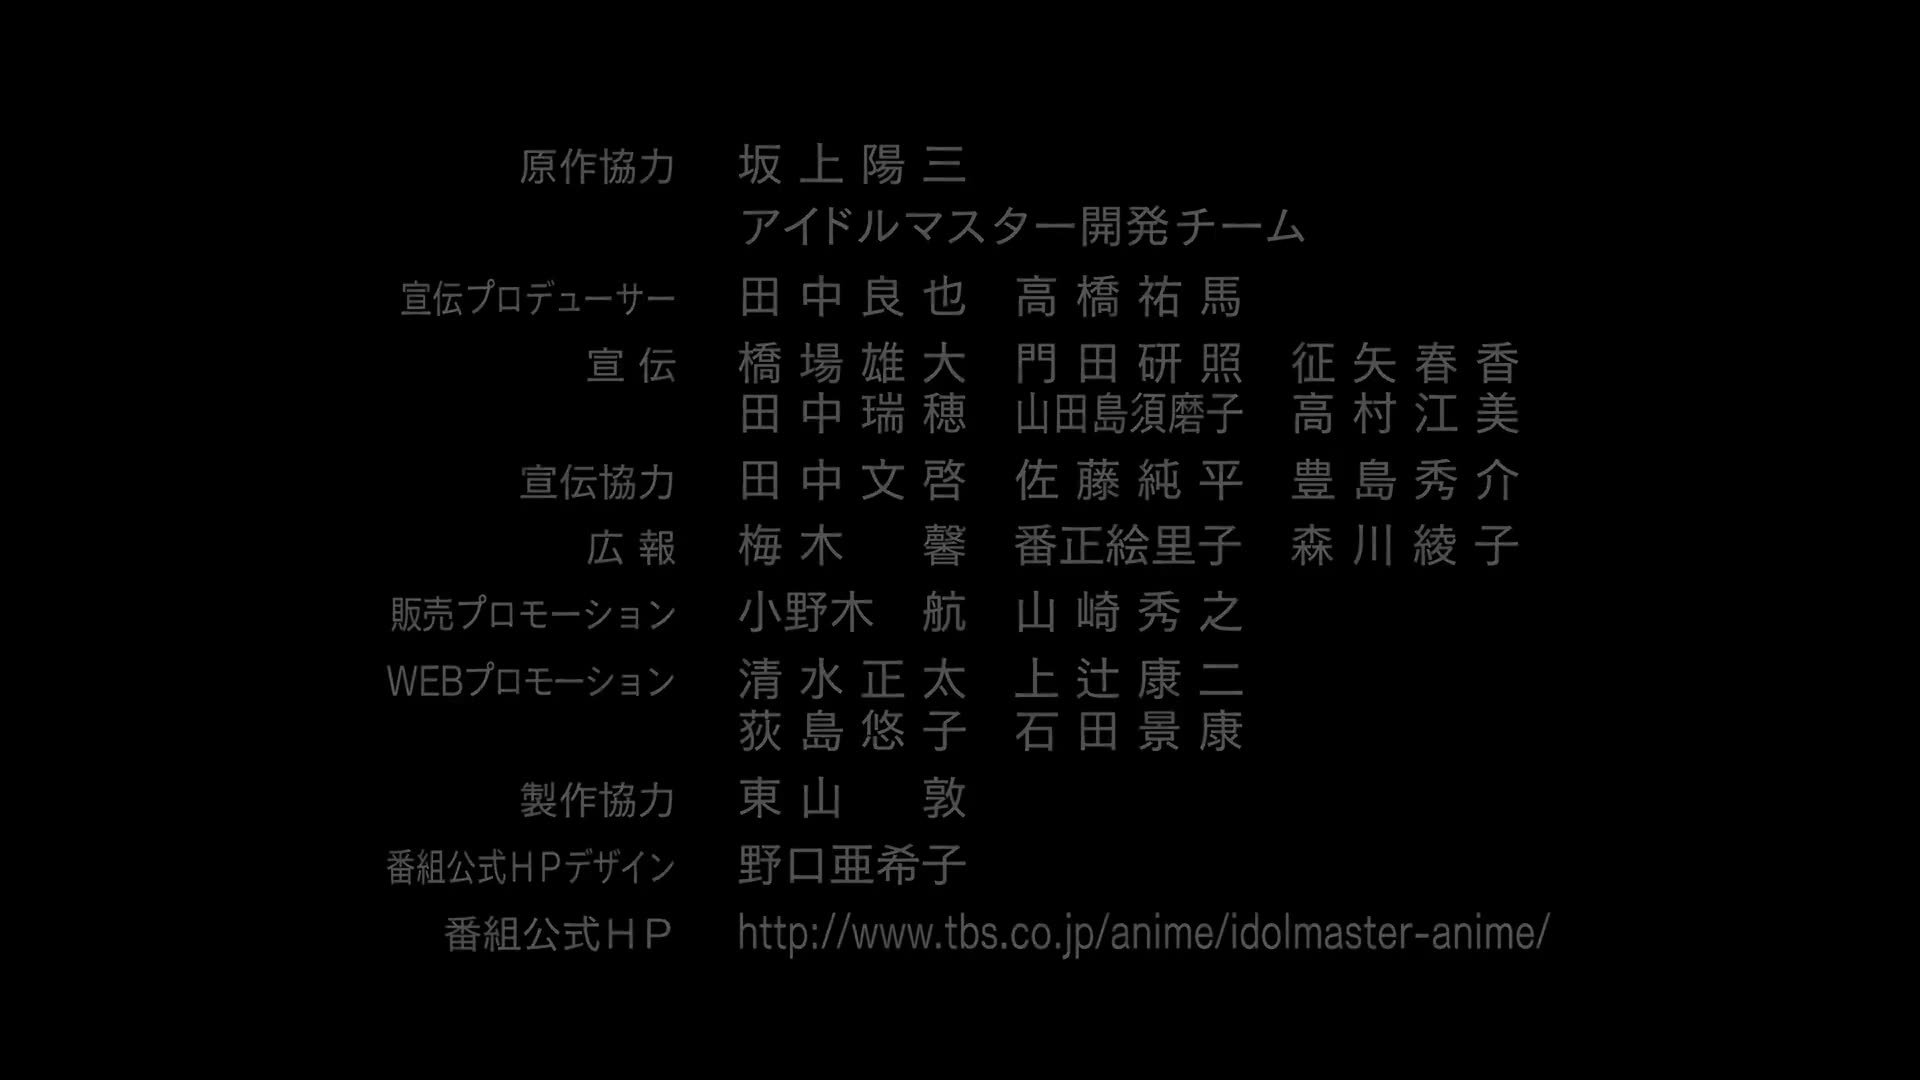 原作協力 坂上陽三
アイドルマスター開発チーム
宣伝プロデューサー 田中良也 高橋祐馬
宣伝 橋場雄大 門田研照 征矢春香
田中瑞穂 山田島須磨子 高村江美
宣伝協力 田中文啓 佐藤純平 豊島秀介
広報 梅木 馨 番正絵里子 森川綾子
販売プロモーション 小野木 航 山崎秀之
WEBプロモーション 清水正太 上辻康二
荻島悠子 石田景康
製作協力 東山 敦
番組公式HPデザイン 野口亜希子
番組公式HP http://www.tbs.co.jp/anime/idolmaster-anime/